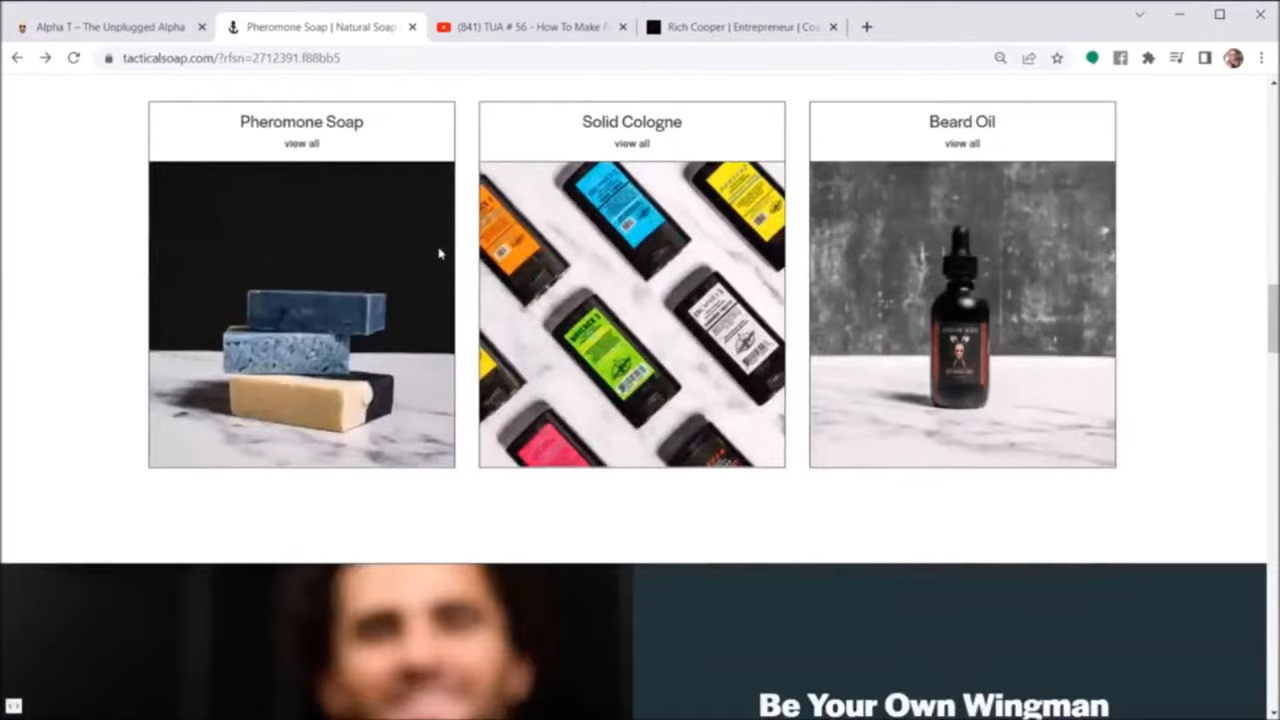 Alpha T – The Unplugged Alpha
Pheromone Soap | Natural Soap
(841) TUA # 56 - How To Make
Rich Cooper | Entrepreneur |
tacticalsoap.com/?rfsn=2712391.f88bb5
Pheromone Soap
view all
Solid Cologne
view all
Beard Oil
view all
Be Your Own Wingman